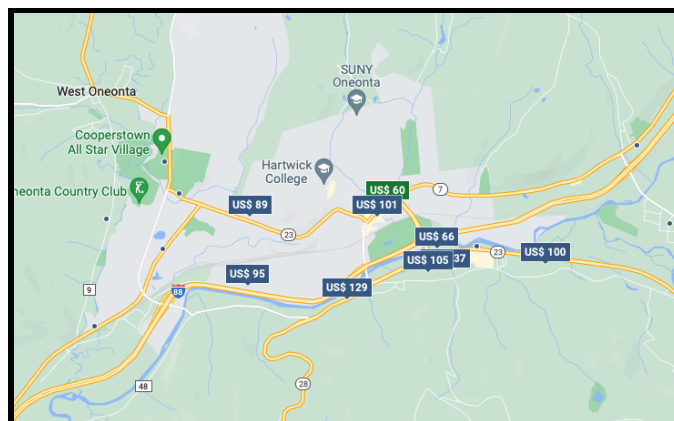 SUNY
Oneonta
West Oneonta
Cooperstown
All Star Village
Hartwick
College
neonta Country Club
US$ 60
7
US$ 89
US$ 101
23
US$ 66
US$ 105
37
23
US$ 100
US$ 95
9
88
US$ 129
48
28